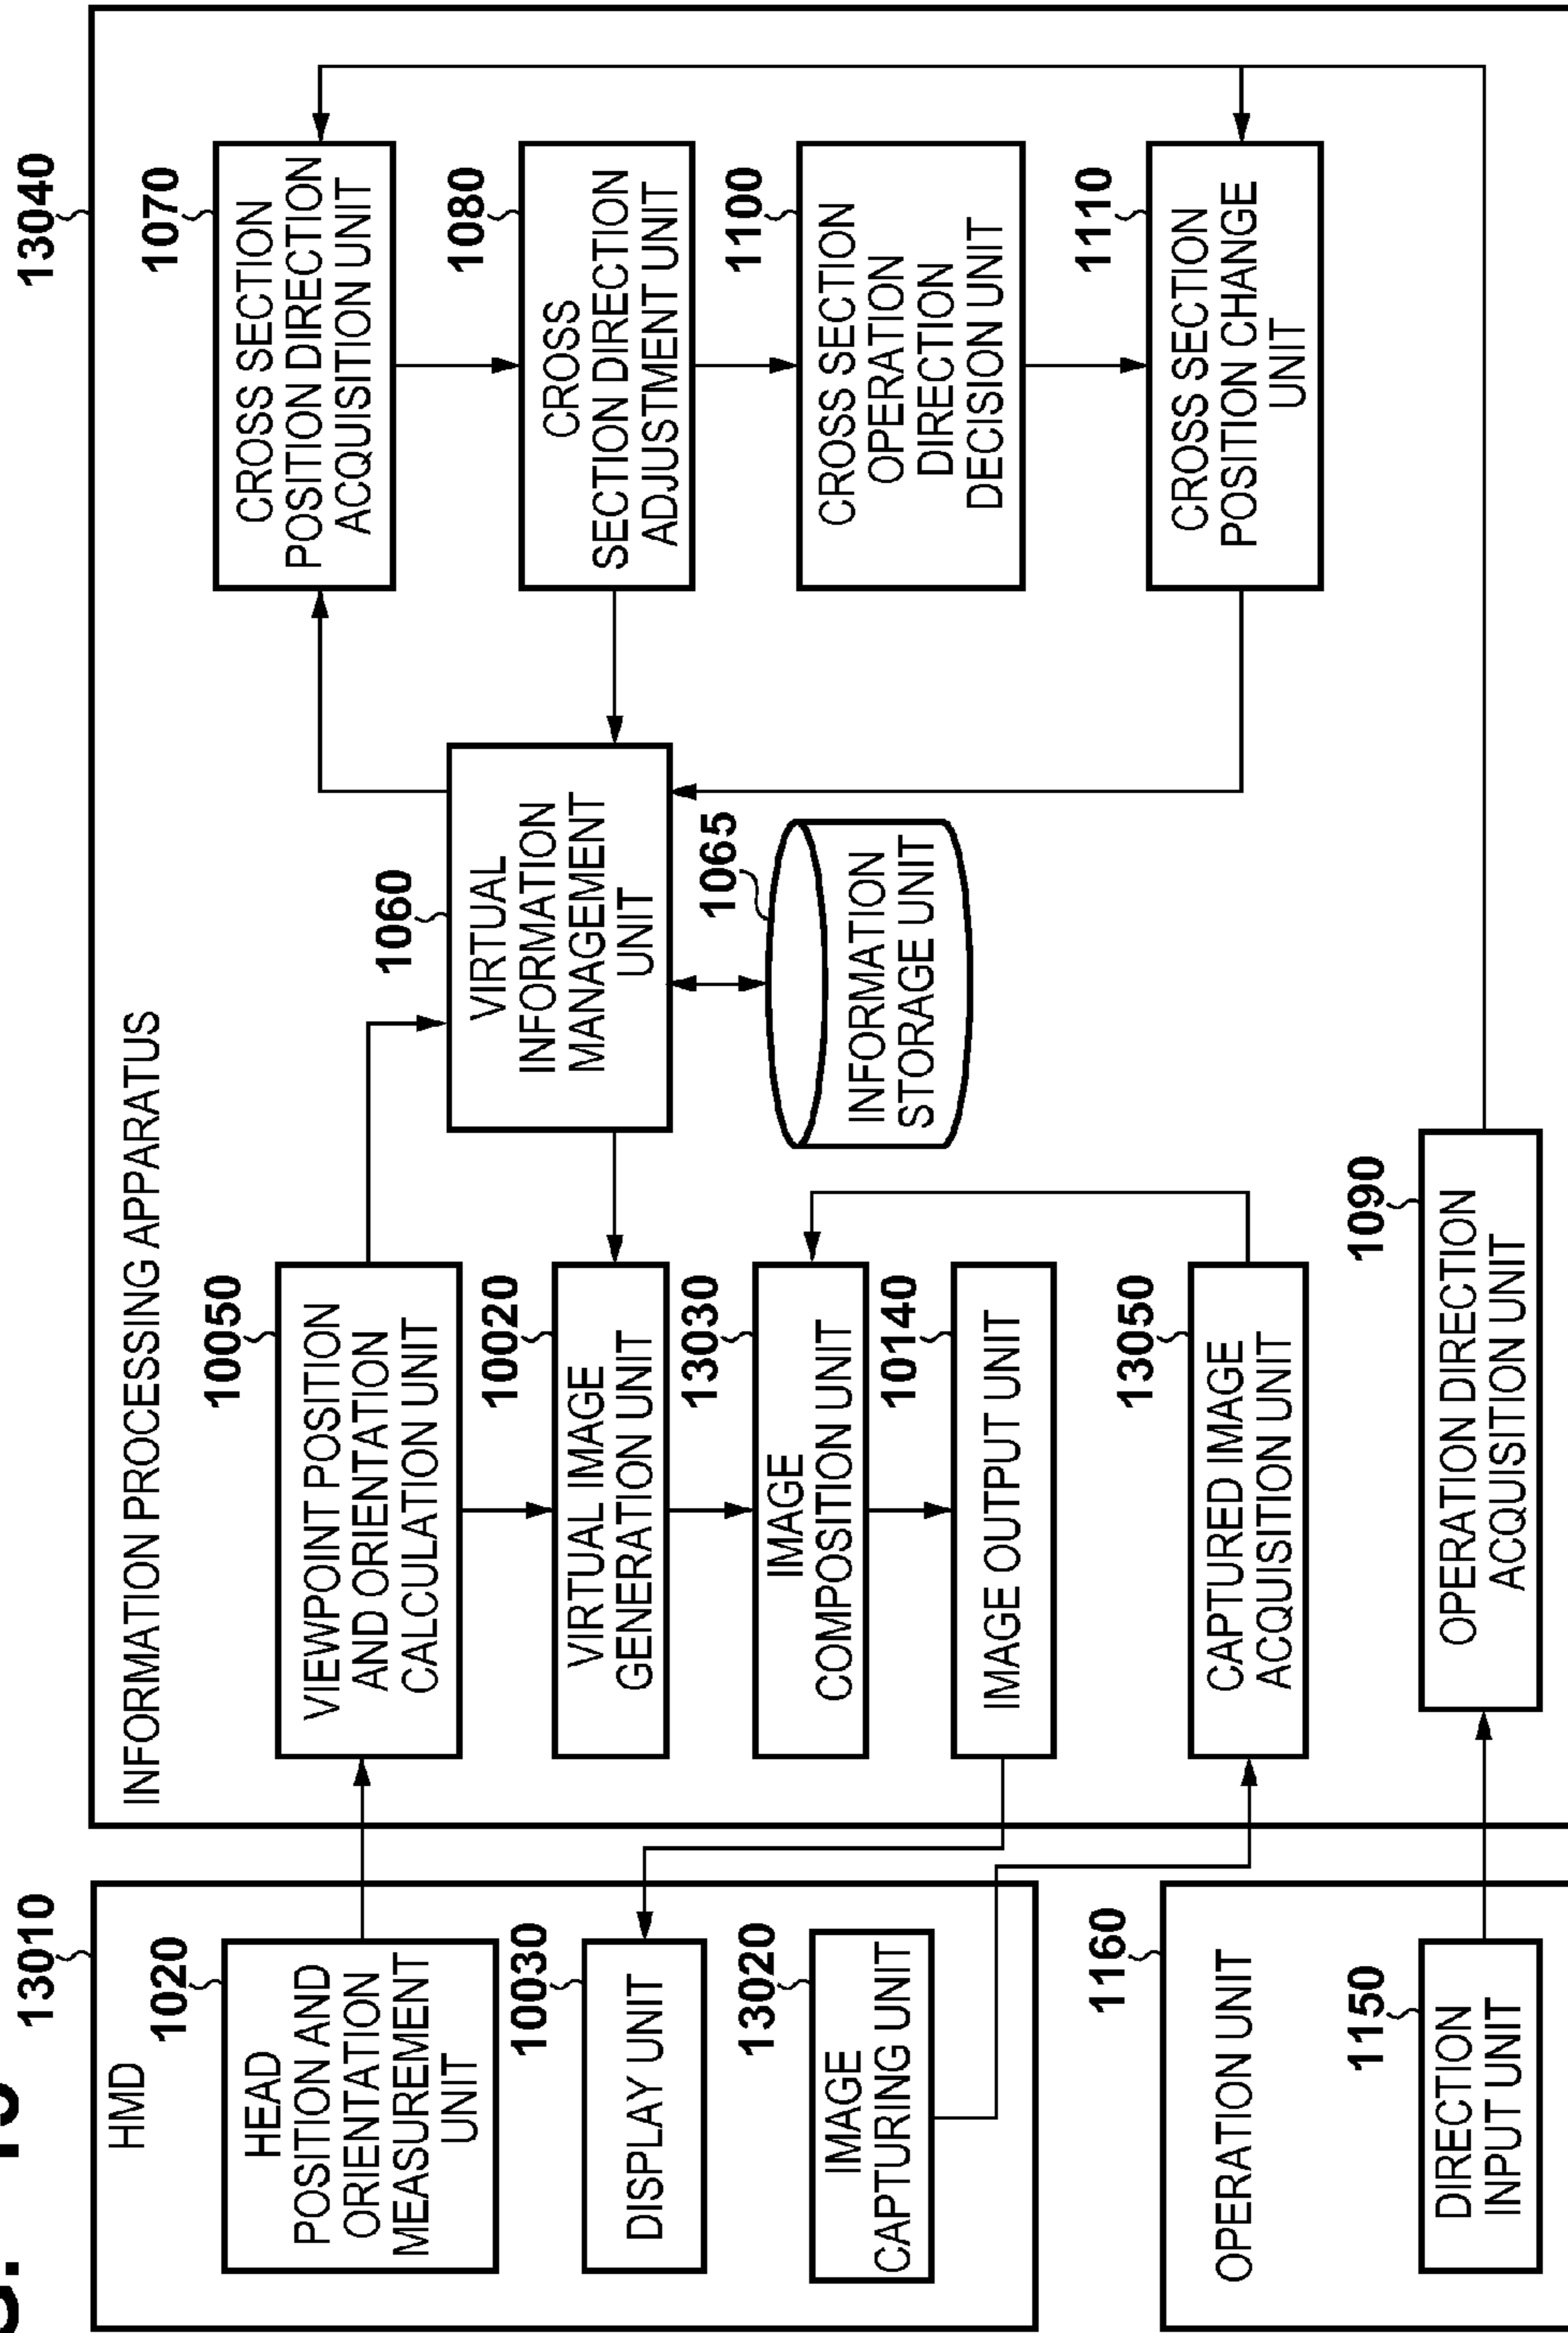 13010
HMD
1020
HEAD
POSITION AND
ORIENTATION
MEASUREMENT
UNIT
10030
DISPLAY UNIT
13020
IMAGE
CAPTURING UNIT
1160
OPERATION UNIT
1150
DIRECTION
INPUT UNIT
13040
INFORMATION PROCESSING APPARATUS
10050
VIEWPOINT POSITION
AND ORIENTATION
CALCULATION UNIT
10020
VIRTUAL IMAGE
GENERATION UNIT
13030
IMAGE
COMPOSITION UNIT
10140
IMAGE OUTPUT UNIT
13050
CAPTURED IMAGE
ACQUISITION UNIT
1090
OPERATION DIRECTION
ACQUISITION UNIT
1060
VIRTUAL
INFORMATION
MANAGEMENT
UNIT
1065
INFORMATION
STORAGE UNIT
1070
CROSS SECTION
POSITION DIRECTION
ACQUISITION UNIT
1080
CROSS
SECTION DIRECTION
ADJUSTMENT UNIT
1100
CROSS SECTION
OPERATION
DIRECTION
DECISION UNIT
1110
CROSS SECTION
POSITION CHANGE
UNIT